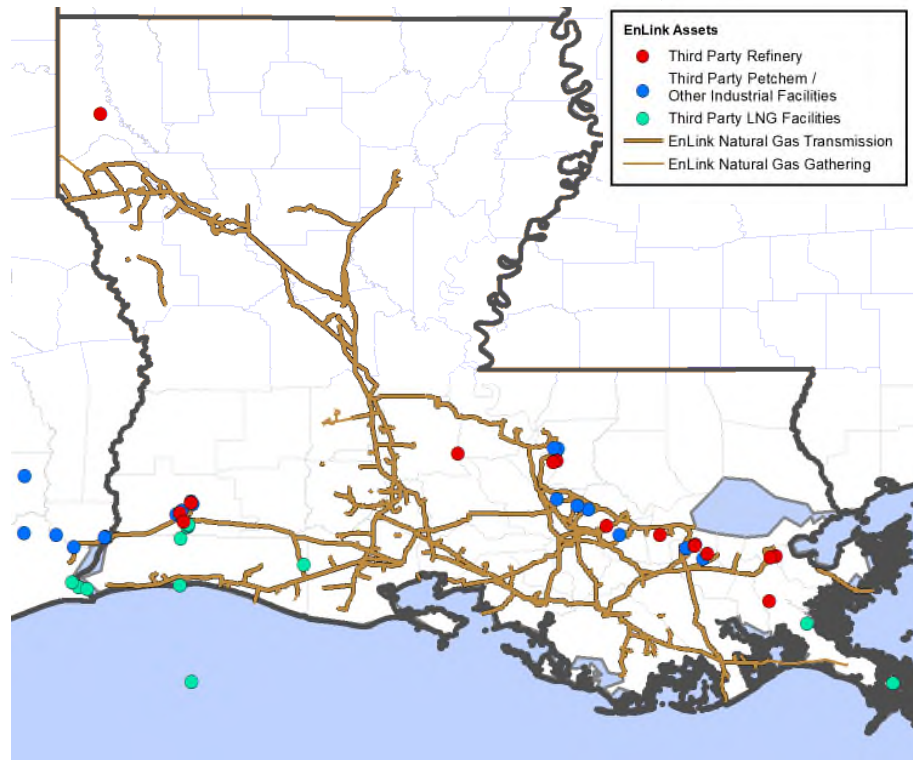 EnLink Assets
Third Party Refinery
Third Party Petchem /
Other Industrial Facilities
Third Party LNG Facilities
EnLink Natural Gas Transmission
EnLink Natural Gas Gathering